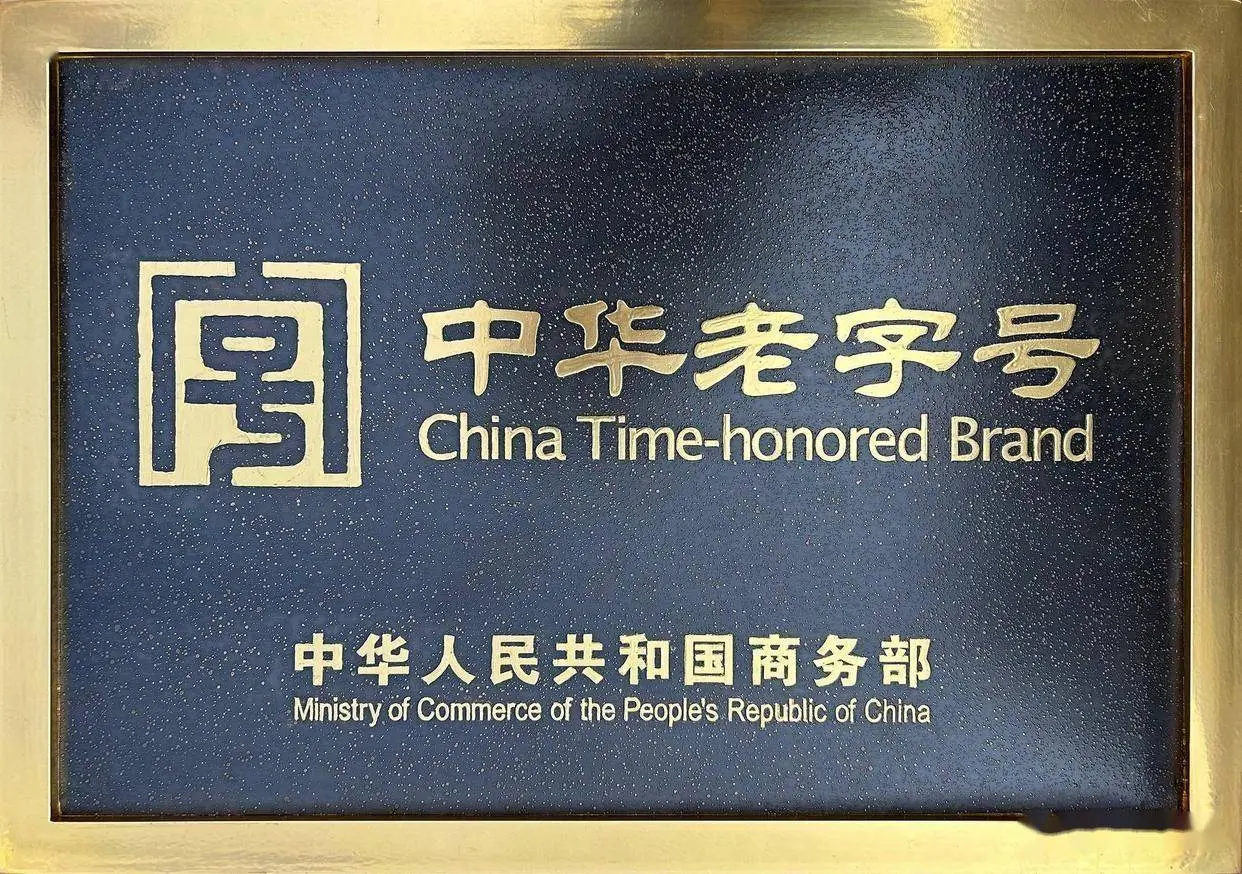 中华老字号
China Time-honored Brand
中华人民共和国商务部
Ministry of Commerce of the People's Republic of China